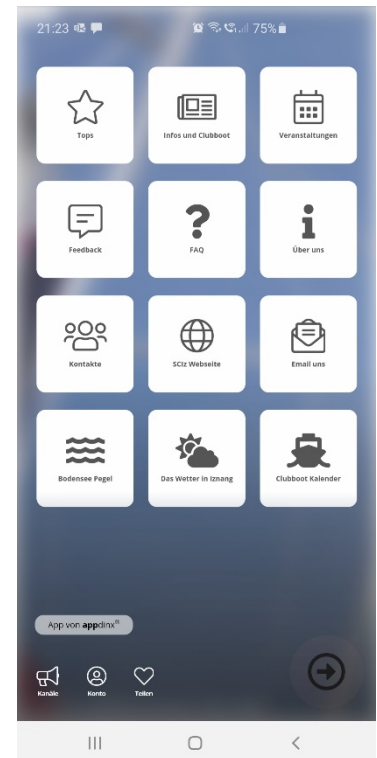 21:23 75%
Tops
Infos und Clubboot
Veranstaltungen
Feedback
FAQ
Über uns
Kontakte
SCIz Webseite
Email uns
Bodensee Pegel
Das Wetter in Iznang
Clubboot Kalender
App von appdinx
Kanäle
Konto
Teilen